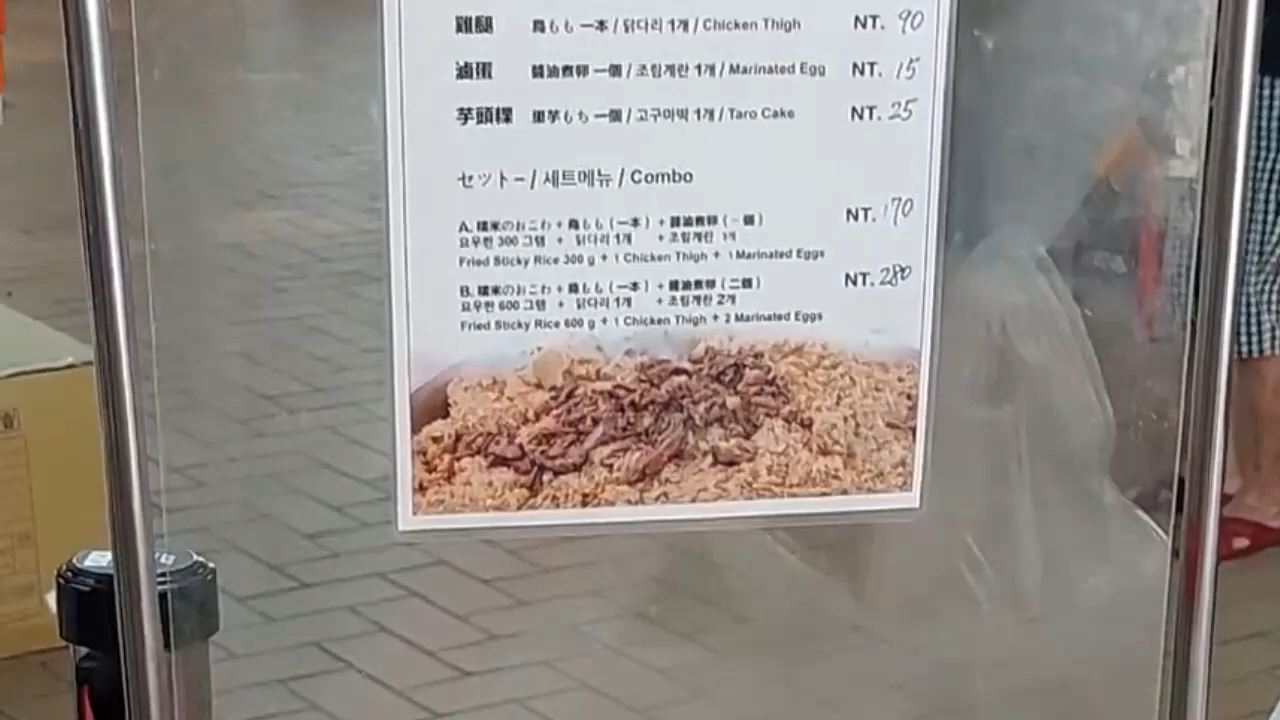 雞腿 鳥もも 一本 / 닭다리 1개 / Chicken Thigh NT. 90
滷蛋 醬油煮卵 一個 / 조림계란 1개 / Marinated Egg NT. 15
芋頭粿 里芋もち 一個 / 고구마떡 1개 / Taro Cake NT. 25
セット- / 세트메뉴 / Combo
A. 糯米のおこわ + 鳥もも (一本) + 醬油煮卵 (一個) NT. 170
요우판 300 그램 + 닭다리 1개 + 조림계란 1개
Fried Sticky Rice 300 g + 1 Chicken Thigh + 1 Marinated Eggs
B. 糯米のおこわ + 鳥もも (一本) + 醬油煮卵 (二個) NT. 280
요우판 600 그램 + 닭다리 1개 + 조림계란 2개
Fried Sticky Rice 600 g + 1 Chicken Thigh + 2 Marinated Eggs